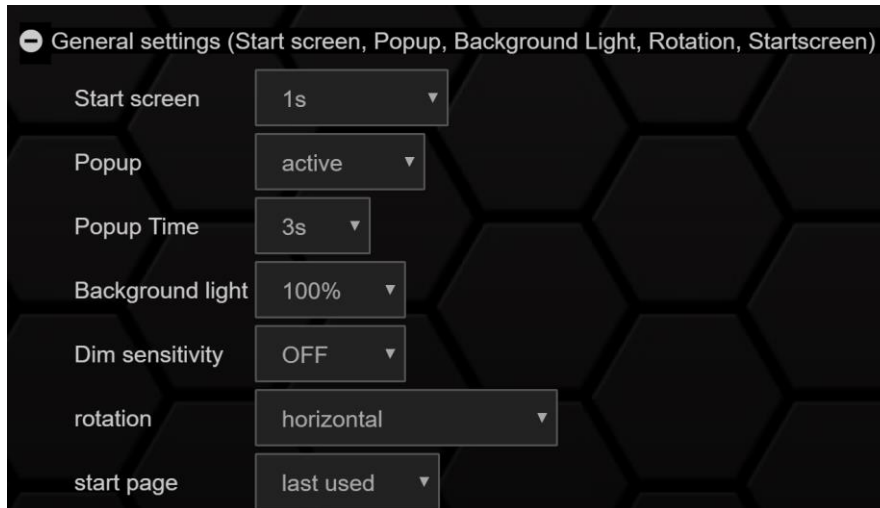 General settings (Start screen, Popup, Background Light, Rotation, Startscreen)
Start screen 1s
Popup active
Popup Time 3s
Background light 100%
Dim sensitivity OFF
rotation horizontal
start page last used